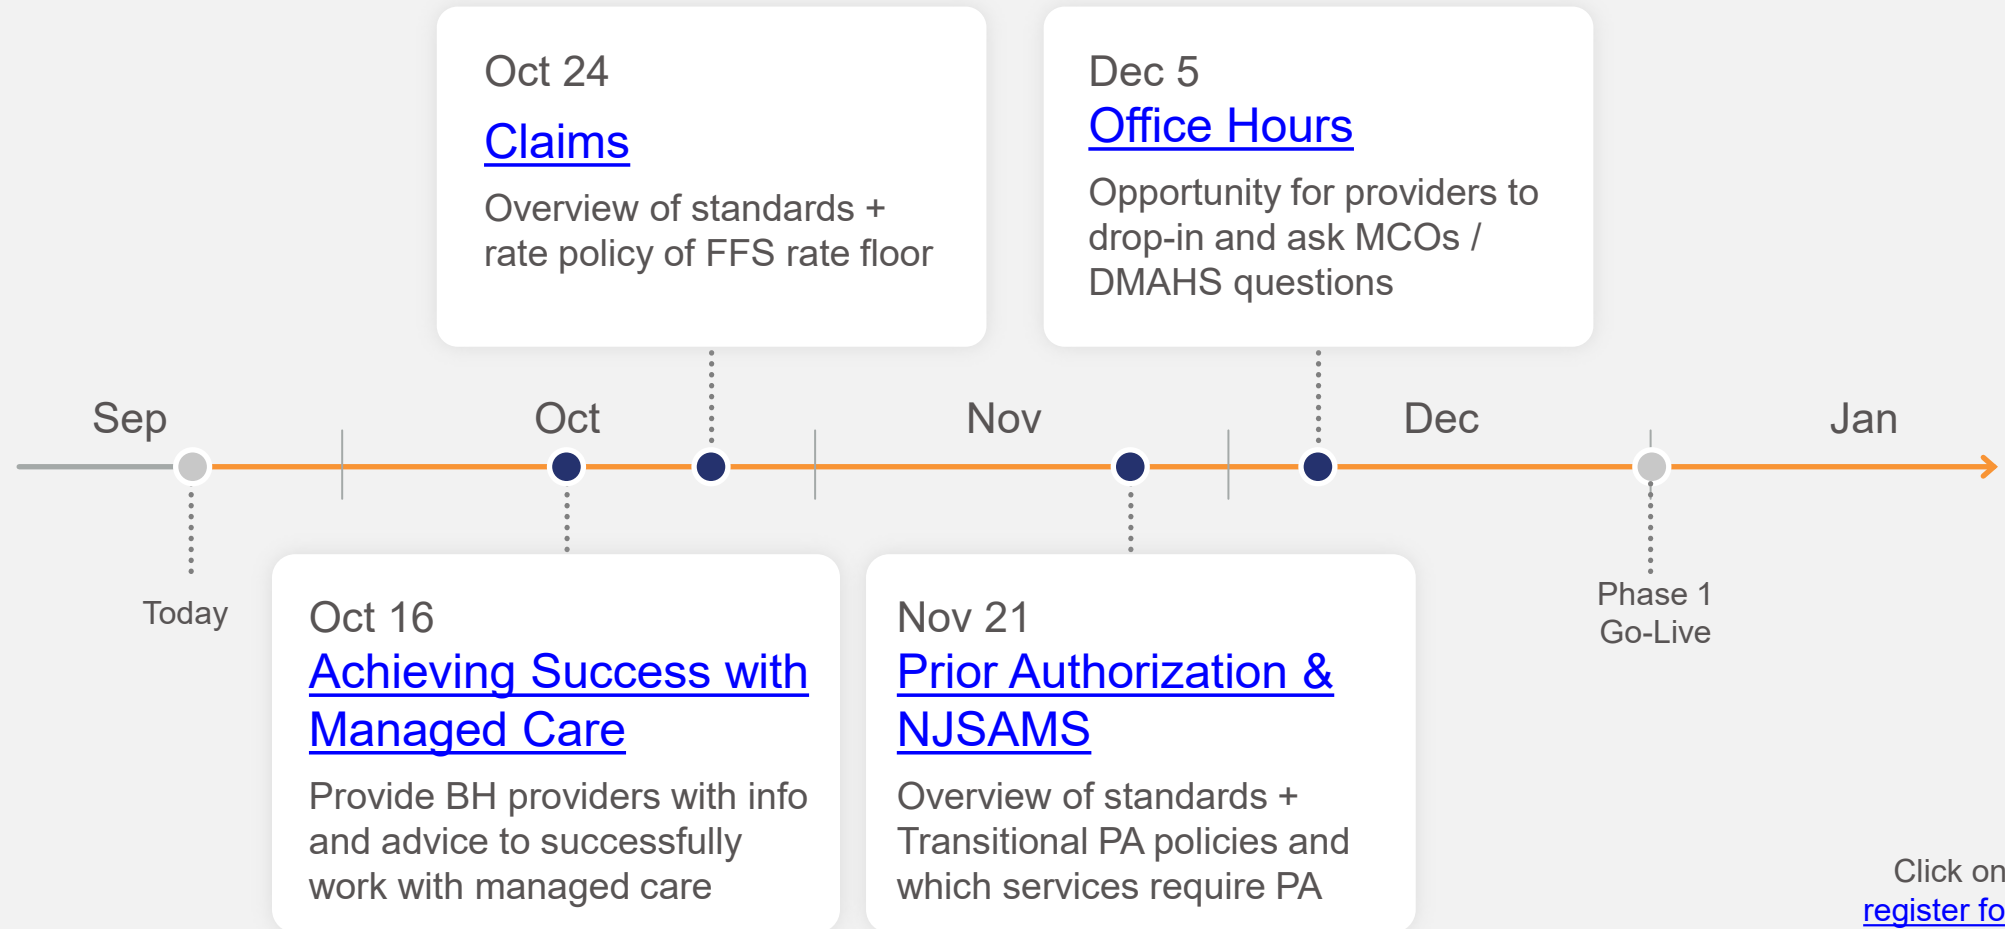 Oct 24
Claims
Overview of standards +
rate policy of FFS rate floor
Dec 5
Office Hours
Opportunity for providers to
drop-in and ask MCOs /
DMAHS questions
Sep
Oct
Nov
Dec
Jan
Today
Phase 1
Go-Live
Oct 16
Achieving Success with
Managed Care
Provide BH providers with info
and advice to successfully
work with managed care
Nov 21
Prior Authorization &
NJSAMS
Overview of standards +
Transitional PA policies and
which services require PA
Click on
register fo